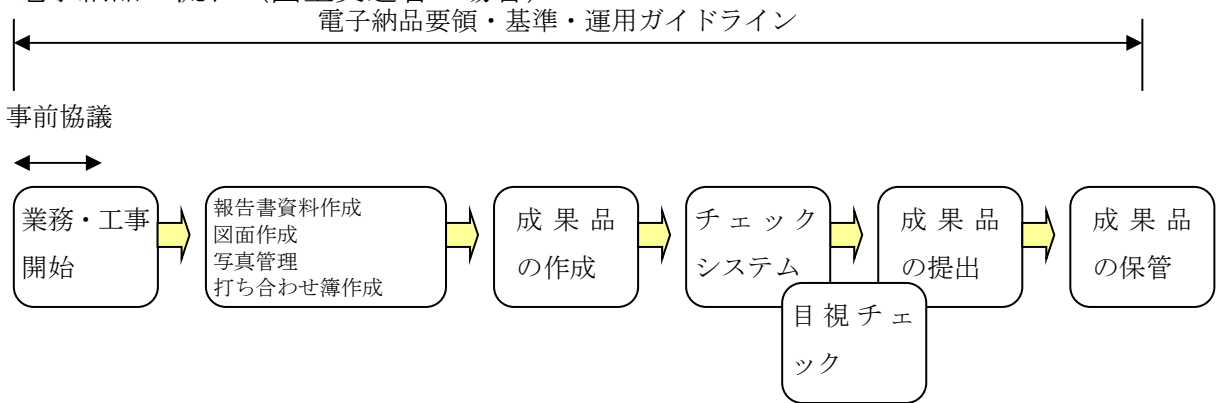 電子納品要領・基準・運用ガイドライン
事前協議
業務・工事
開始
報告書資料作成
図面作成
写真管理
打ち合わせ簿作成
成果品
の作成
チェック
システム
目視チェ
ック
成果品
の提出
成果品
の保管